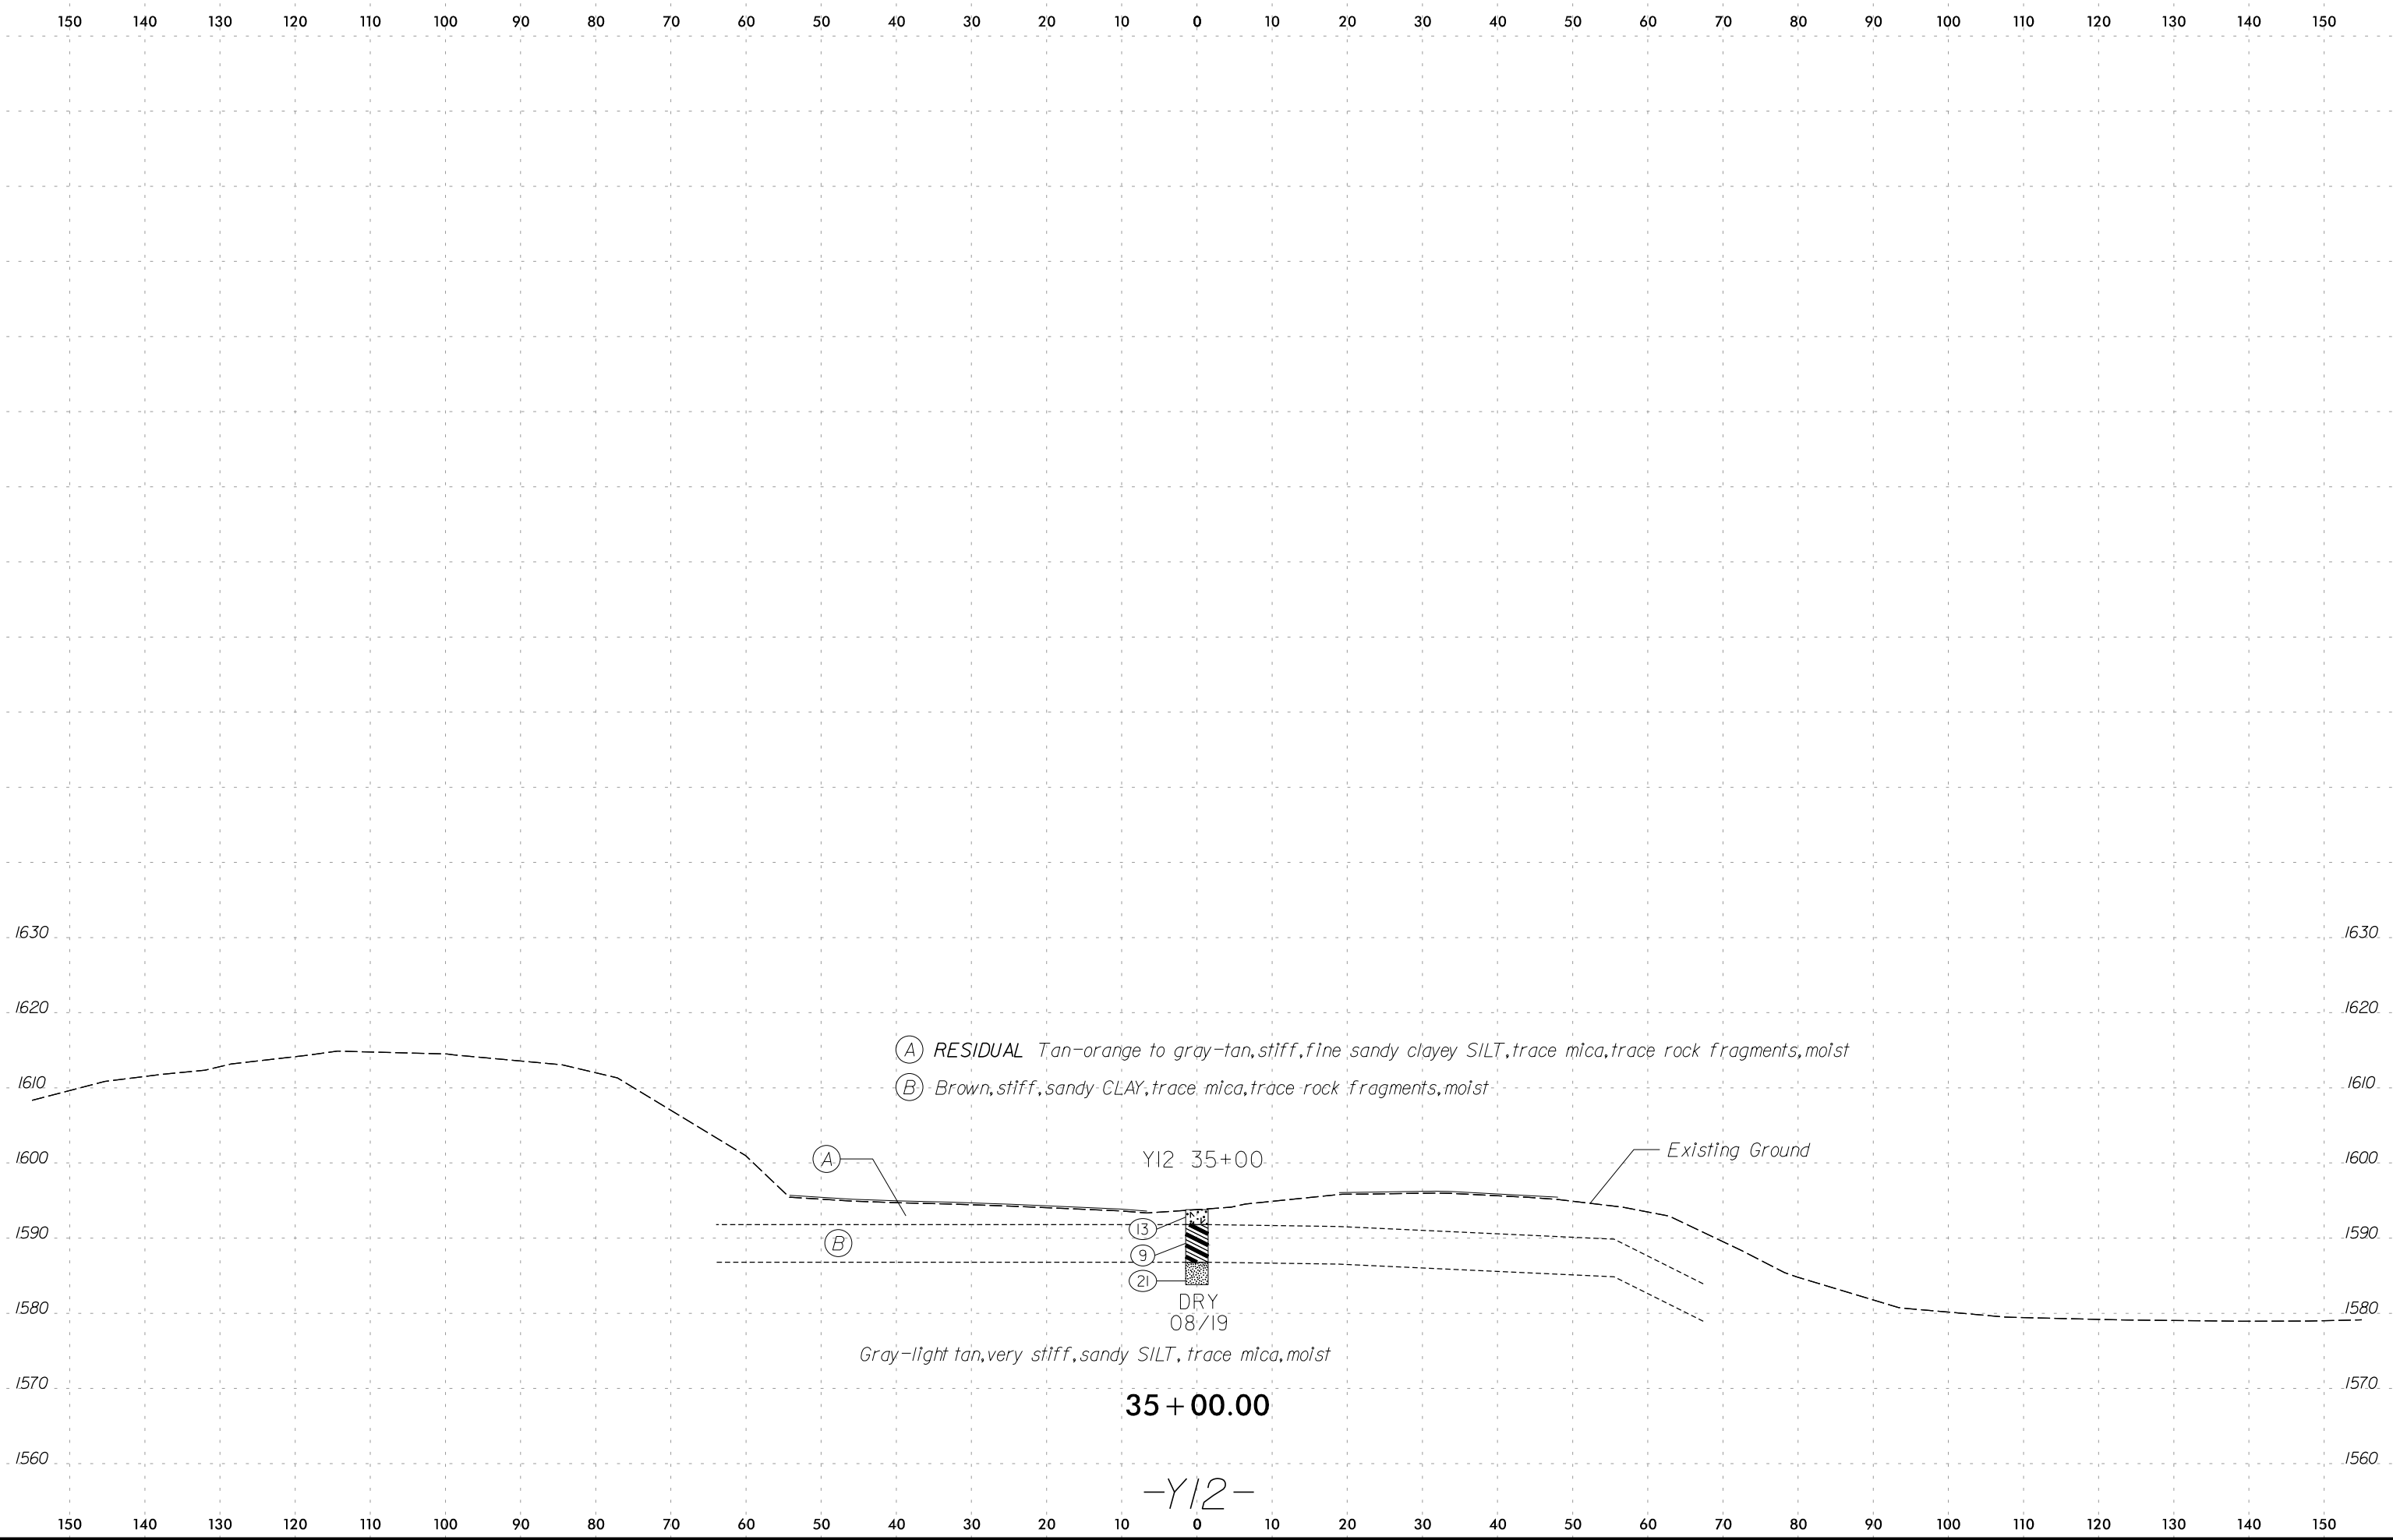 150 140 130 120 110 100 90 80 70 60 50 40 30 20 10 0 10 20 30 40 50 60 70 80 90 100 110 120 130 140 150
1630 1630
1620 1620
A RESIDUAL Tan-orange to gray-tan, stiff, fine sandy clayey SILT, trace mica, trace rock fragments, moist
1610 1610
B Brown, stiff, sandy CLAY, trace mica, trace rock fragments, moist
Existing Ground
A Y12 35+00
1600 1600
13
1590 1590
B
9
21
DRY
1580 1580
08/19
Gray-light tan, very stiff, sandy SILT, trace mica, moist
1570 1570
35+00.00
1560 1560
-Y12-
150 140 130 120 110 100 90 80 70 60 50 40 30 20 10 0 10 20 30 40 50 60 70 80 90 100 110 120 130 140 150